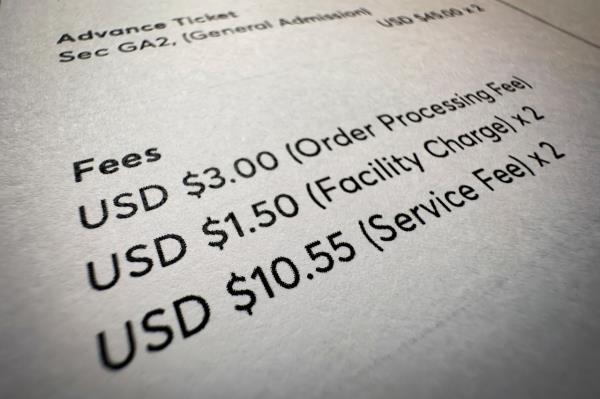 Advance Ticket
Sec GA2, (General Admission) USD $45.00 x 2
Fees
USD $3.00 (Order Processing Fee)
USD $1.50 (Facility Charge) x 2
USD $10.55 (Service Fee) x 2